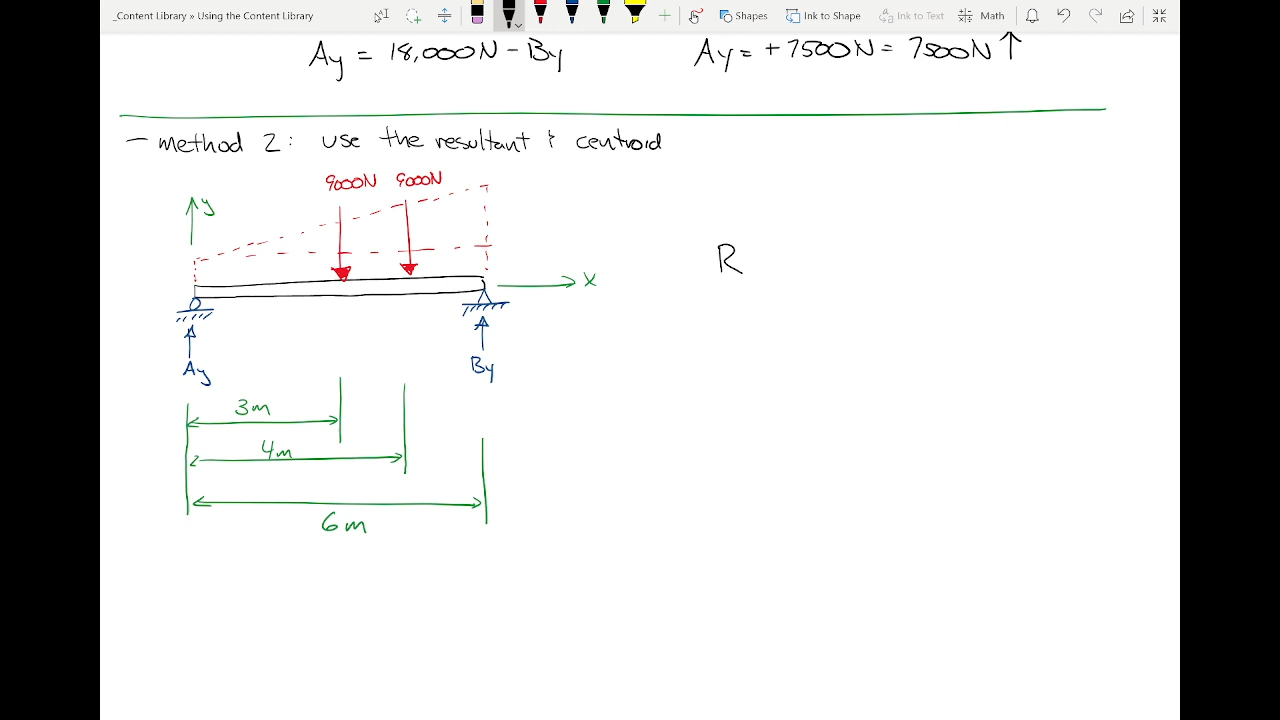 _Content Library » Using the Content Library
Shapes Ink to Shape Ink to Text Math
Ay = 18,000N - By Ay = +7500N = 7500N ↑
- method 2: use the resultant & centroid
9000N 9000N
y
R
x
Ay By
3m
4m
6m